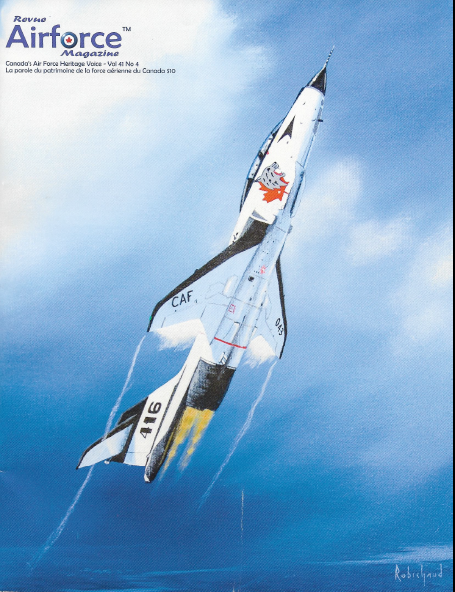 Revue
Airforce™
Magazine
Canada's Air Force Heritage Voice - Vol 41 No 4
La parole du patrimoine de la force aérienne du Canada $10
CAF
045
416
Robichaud